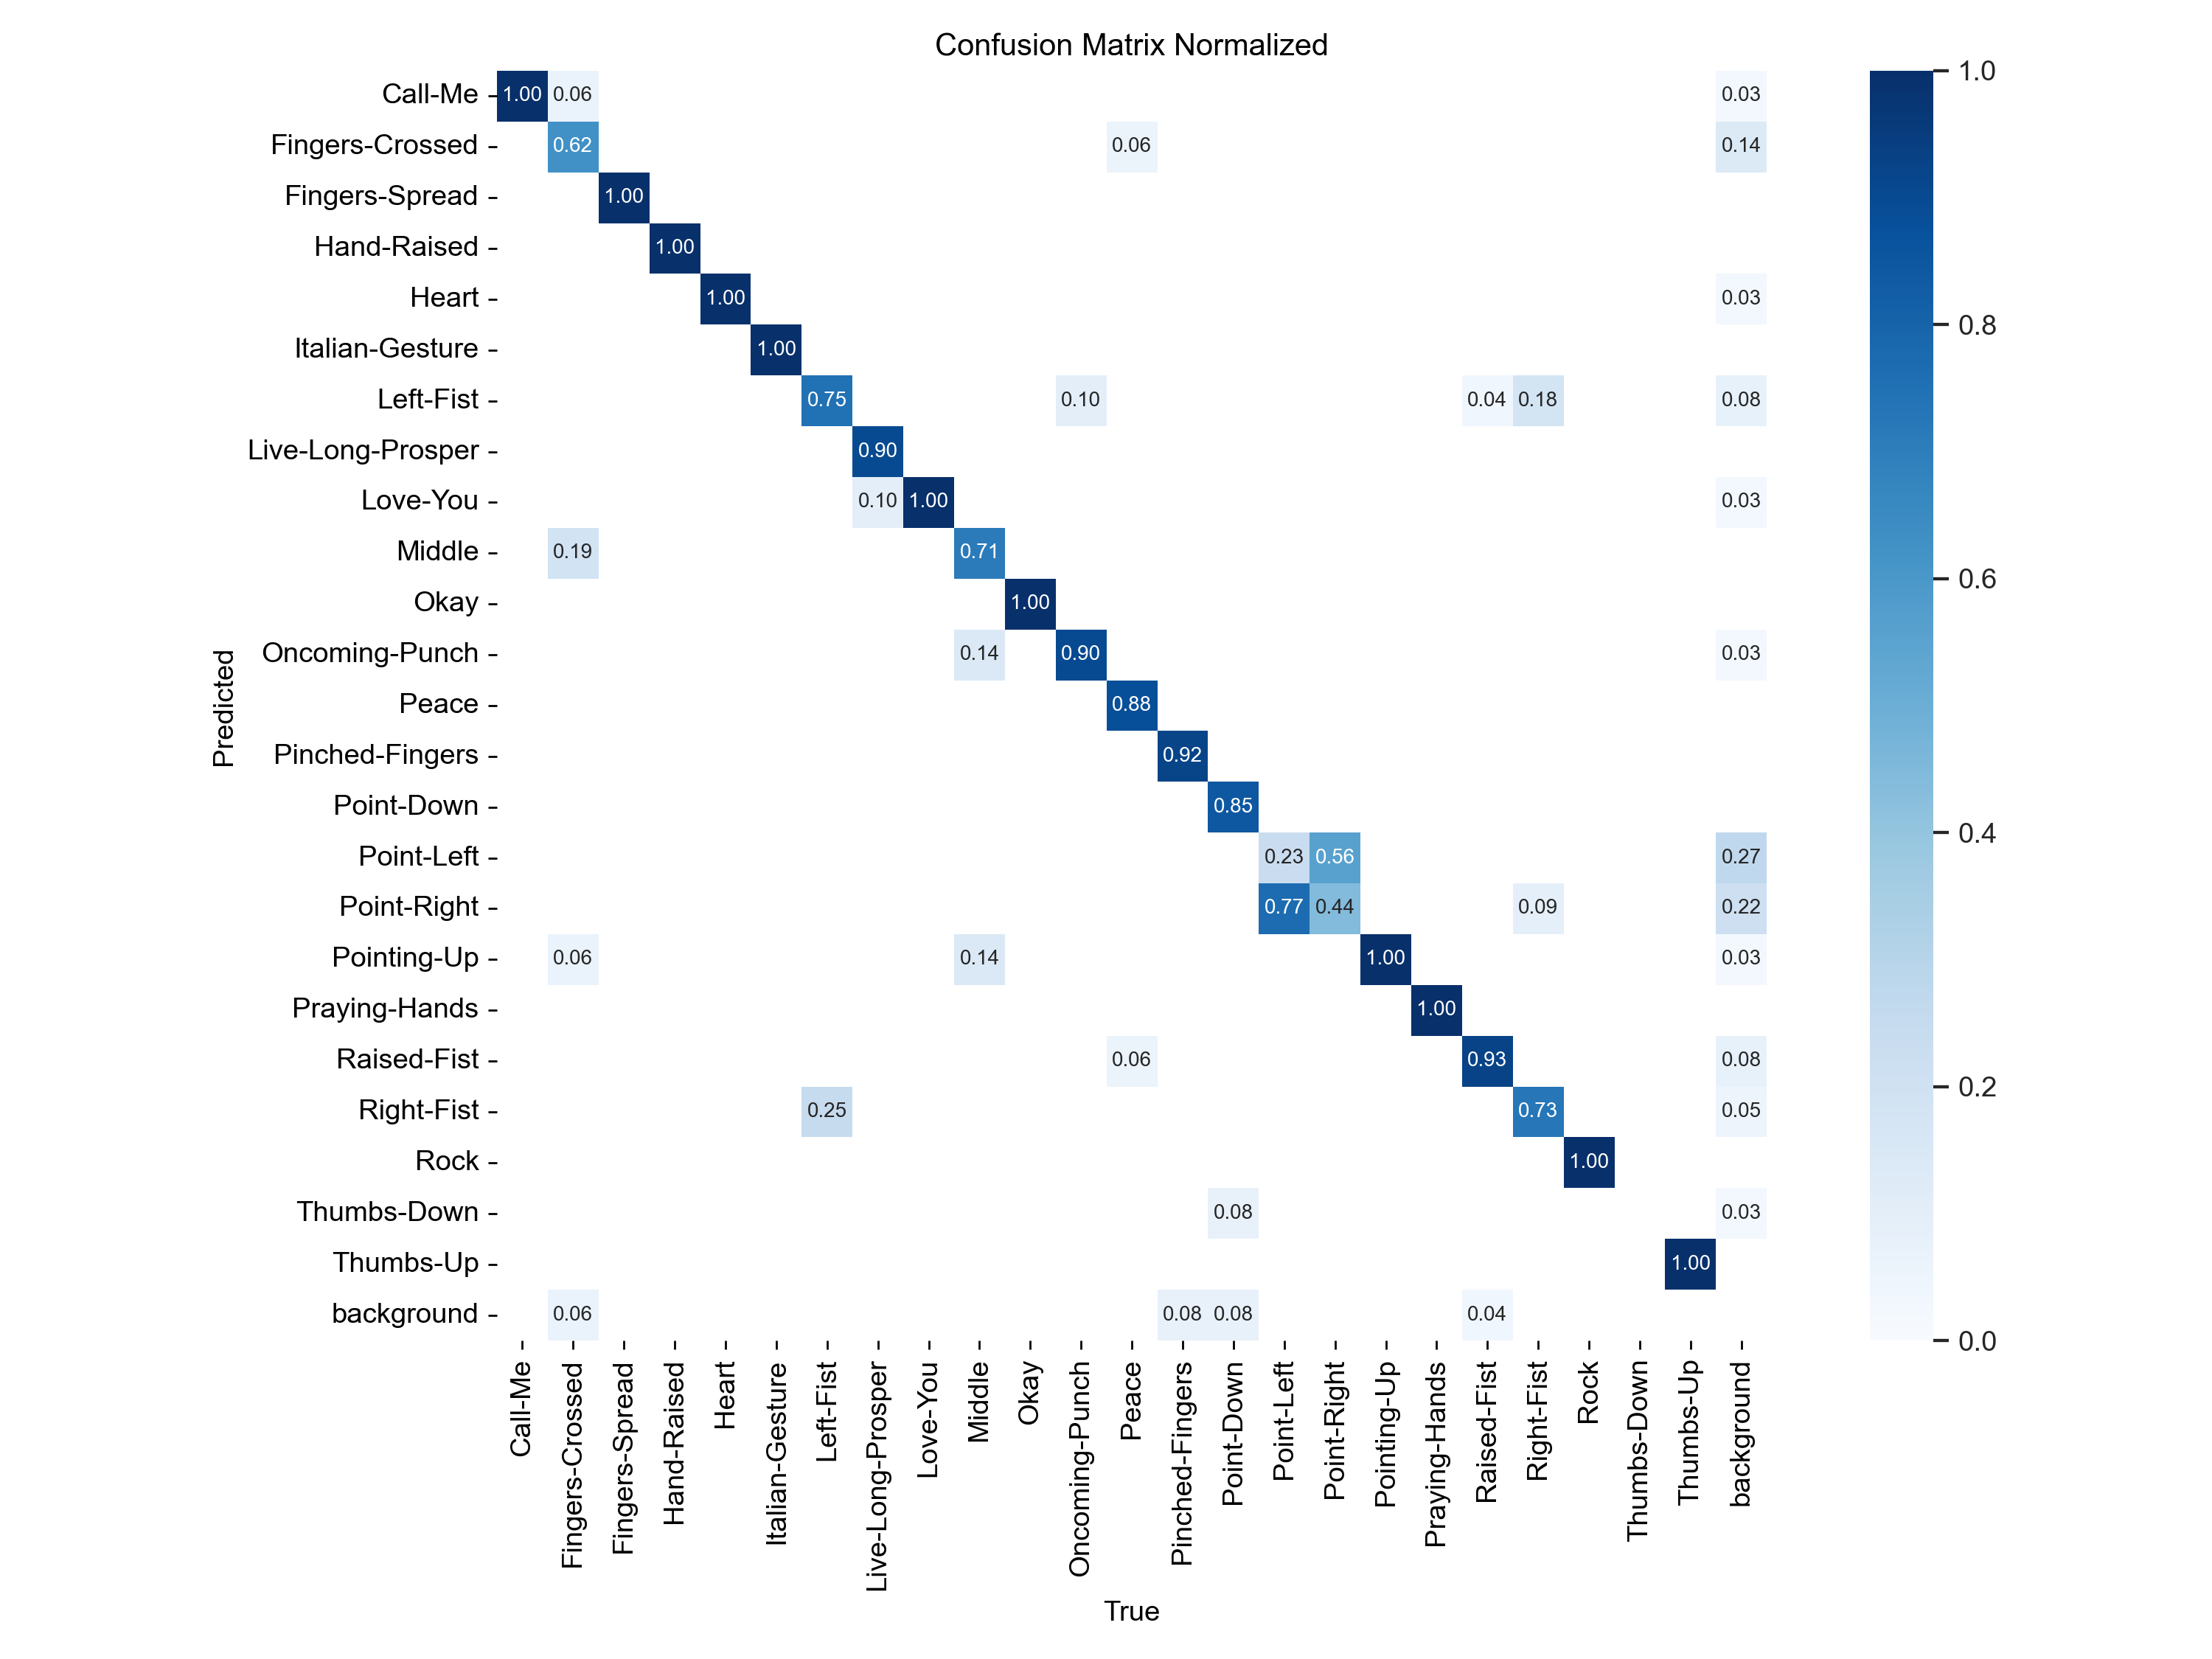 Confusion Matrix Normalized
Call-Me 1.00 0.06 0.03
Fingers-Crossed 0.62 0.06 0.14
Fingers-Spread 1.00
Hand-Raised 1.00
Heart 1.00 0.03
Italian-Gesture 1.00
Left-Fist 0.75 0.10 0.04 0.18 0.08
Live-Long-Prosper 0.90
Love-You 0.10 1.00 0.03
Middle 0.19 0.71
Okay 1.00
Oncoming-Punch 0.14 0.90 0.03
Peace 0.88
Pinched-Fingers 0.92
Point-Down 0.85
Point-Left 0.23 0.56 0.27
Point-Right 0.77 0.44 0.09 0.22
Pointing-Up 0.06 0.14 1.00 0.03
Praying-Hands 1.00
Raised-Fist 0.06 0.93 0.08
Right-Fist 0.25 0.73 0.05
Rock 1.00
Thumbs-Down 0.08 0.03
Thumbs-Up 1.00
background 0.06 0.08 0.08 0.04
Predicted
Call-Me
Fingers-Crossed
Fingers-Spread
Hand-Raised
Heart
Italian-Gesture
Left-Fist
Live-Long-Prosper
Love-You
Middle
Okay
Oncoming-Punch
Peace
Pinched-Fingers
Point-Down
Point-Left
Point-Right
Pointing-Up
Praying-Hands
Raised-Fist
Right-Fist
Rock
Thumbs-Down
Thumbs-Up
background
True
1.0
0.8
0.6
0.4
0.2
0.0